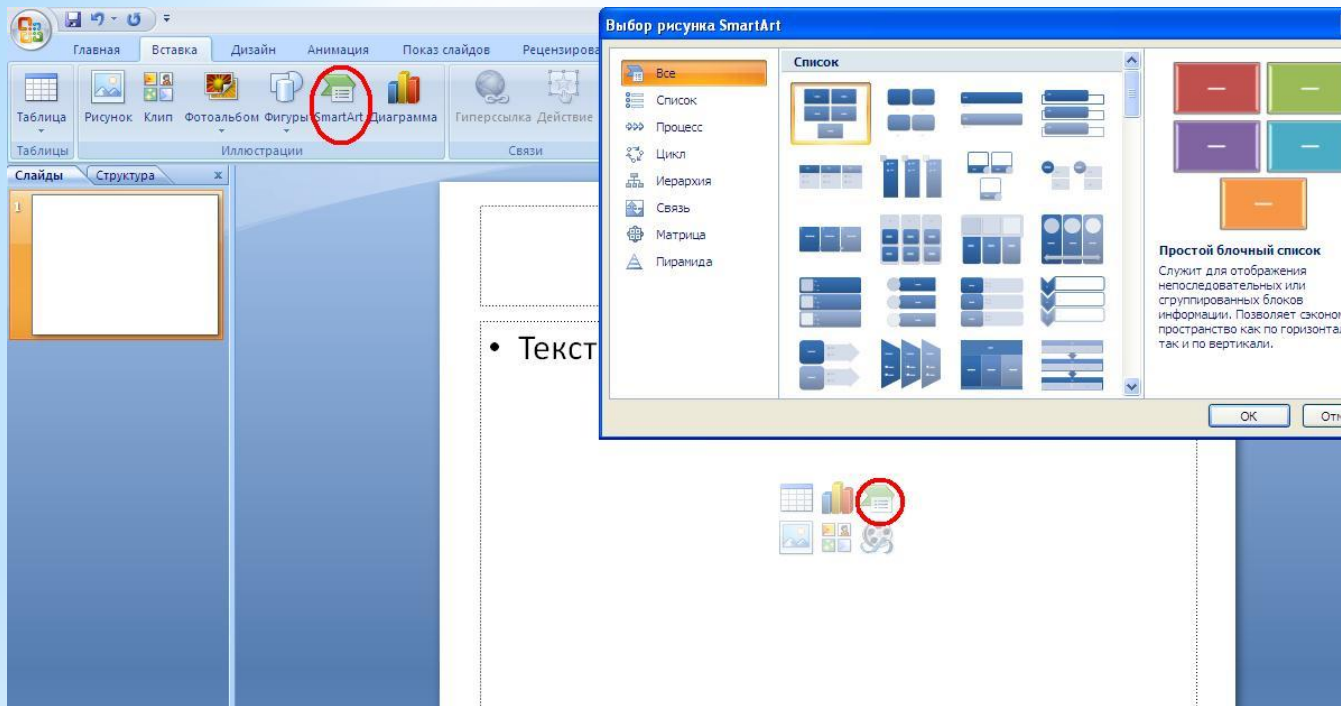 Главная Вставка Дизайн Анимация Показ слайдов Рецензирова
Таблица Рисунок Клип Фотоальбом Фигуры SmartArt Диаграмма Гиперссылка Действие
Таблицы Иллюстрации Связи
Слайды Структура x
1
• Текст
Выбор рисунка SmartArt
Все
Список
Процесс
Цикл
Иерархия
Связь
Матрица
Пирамида
Список
Простой блочный список
Служит для отображения
непоследовательных или
сгруппированных блоков
информации. Позволяет сэконом
пространство как по горизонтал
так и по вертикали.
ОК Отм